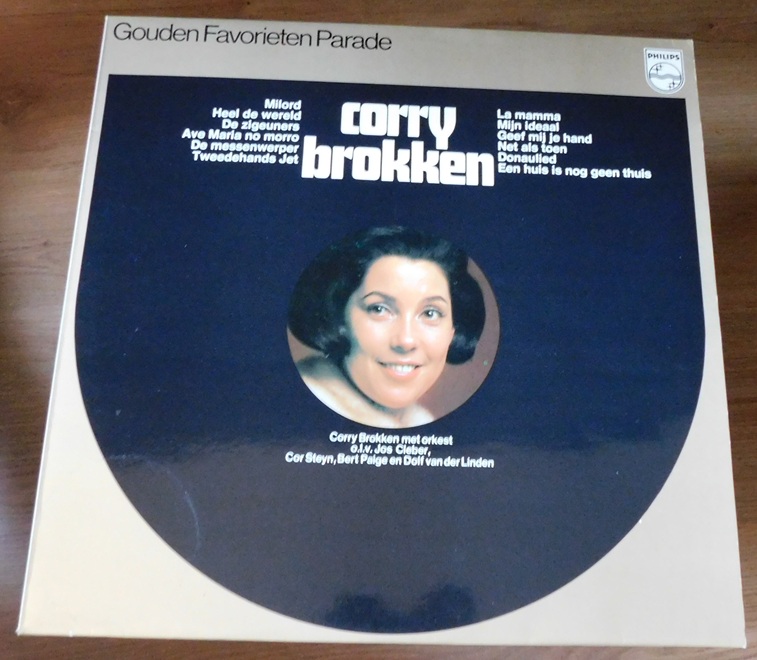 Gouden Favorieten Parade
PHILIPS
Milord
Heel de wereld
De zigeuners
Ave Maria no morro
De messenwerper
Tweedehands Jet
corry
brokken
La mamma
Mijn ideaal
Geef mij je hand
Net als toen
Donaulied
Een huis is nog geen thuis
Corry Brokken met orkest
o.l.v. Jos Cleber,
Cor Steyn, Bert Paige en Dolf van der Linden